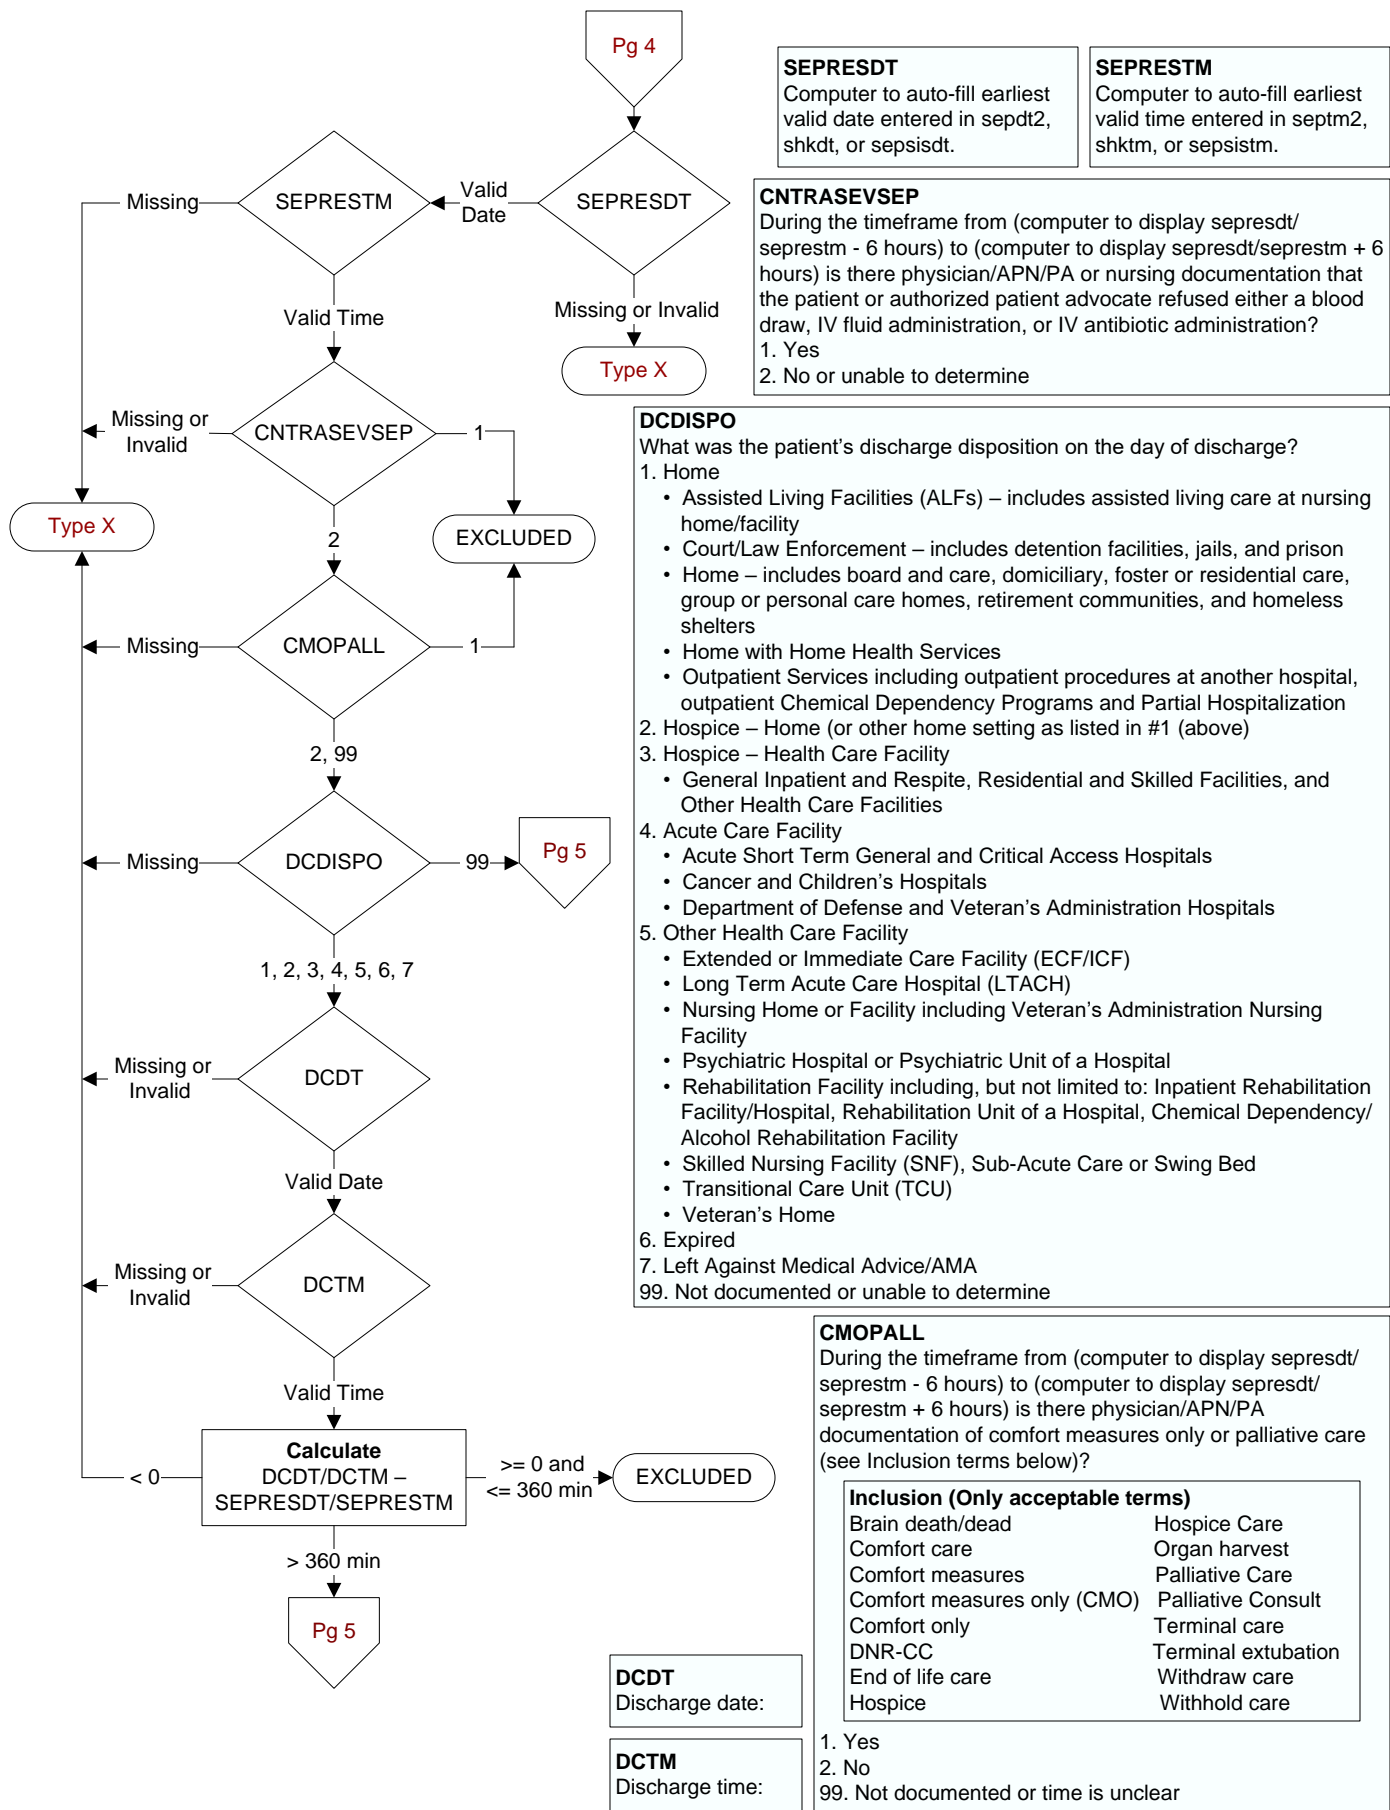 Pg 4
SEPRESDT
Computer to auto-fill earliest
valid date entered in sepdt2,
shkdt, or sepsisdt.
SEPRESTM
Computer to auto-fill earliest
valid time entered in septm2,
shktm, or sepsistm.
Missing
SEPRESTM
Valid
Date
SEPRESDT
Valid Time
Missing or Invalid
Type X
CNTRASEVSEP
During the timeframe from (computer to display sepresdt/
seprestm - 6 hours) to (computer to display sepresdt/seprestm + 6
hours) is there physician/APN/PA or nursing documentation that
the patient or authorized patient advocate refused either a blood
draw, IV fluid administration, or IV antibiotic administration?
1. Yes
2. No or unable to determine
Missing or
Invalid
CNTRASEVSEP
1
Type X
2
EXCLUDED
Missing
CMOPALL
1
2, 99
Missing
DCDISPO
99
Pg 5
1, 2, 3, 4, 5, 6, 7
Missing or
Invalid
DCDT
Valid Date
Missing or
Invalid
DCTM
Valid Time
< 0
Calculate
DCDT/DCTM –
SEPRESDT/SEPRESTM
>= 0 and
<= 360 min
EXCLUDED
> 360 min
Pg 5
DCDISPO
What was the patient’s discharge disposition on the day of discharge?
1. Home
• Assisted Living Facilities (ALFs) – includes assisted living care at nursing
home/facility
• Court/Law Enforcement – includes detention facilities, jails, and prison
• Home – includes board and care, domiciliary, foster or residential care,
group or personal care homes, retirement communities, and homeless
shelters
• Home with Home Health Services
• Outpatient Services including outpatient procedures at another hospital,
outpatient Chemical Dependency Programs and Partial Hospitalization
2. Hospice – Home (or other home setting as listed in #1 (above)
3. Hospice – Health Care Facility
• General Inpatient and Respite, Residential and Skilled Facilities, and
Other Health Care Facilities
4. Acute Care Facility
• Acute Short Term General and Critical Access Hospitals
• Cancer and Children’s Hospitals
• Department of Defense and Veteran’s Administration Hospitals
5. Other Health Care Facility
• Extended or Immediate Care Facility (ECF/ICF)
• Long Term Acute Care Hospital (LTACH)
• Nursing Home or Facility including Veteran’s Administration Nursing
Facility
• Psychiatric Hospital or Psychiatric Unit of a Hospital
• Rehabilitation Facility including, but not limited to: Inpatient Rehabilitation
Facility/Hospital, Rehabilitation Unit of a Hospital, Chemical Dependency/
Alcohol Rehabilitation Facility
• Skilled Nursing Facility (SNF), Sub-Acute Care or Swing Bed
• Transitional Care Unit (TCU)
• Veteran’s Home
6. Expired
7. Left Against Medical Advice/AMA
99. Not documented or unable to determine
CMOPALL
During the timeframe from (computer to display sepresdt/
seprestm - 6 hours) to (computer to display sepresdt/
seprestm + 6 hours) is there physician/APN/PA
documentation of comfort measures only or palliative care
(see Inclusion terms below)?
Inclusion (Only acceptable terms)
Brain death/dead Hospice Care
Comfort care Organ harvest
Comfort measures Palliative Care
Comfort measures only (CMO) Palliative Consult
Comfort only Terminal care
DNR-CC Terminal extubation
End of life care Withdraw care
Hospice Withhold care
1. Yes
2. No
99. Not documented or time is unclear
DCDT
Discharge date:
DCTM
Discharge time: